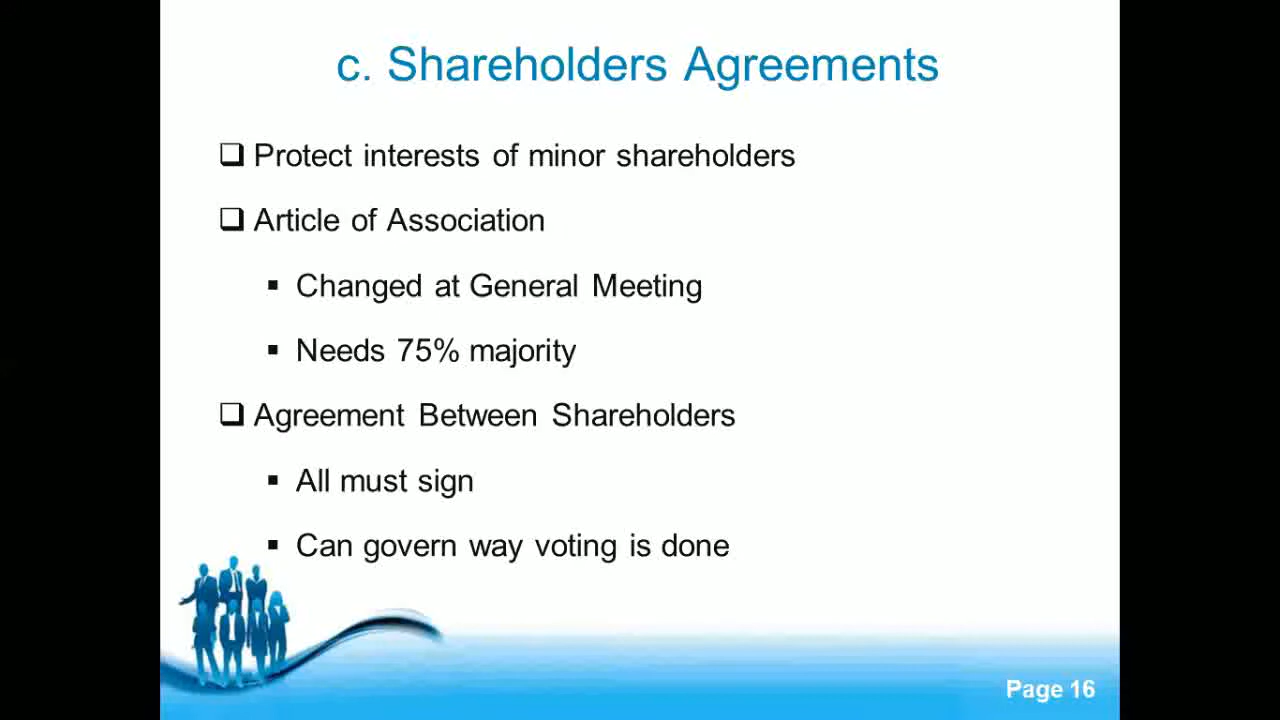 c. Shareholders Agreements
Protect interests of minor shareholders
Article of Association
Changed at General Meeting
Needs 75% majority
Agreement Between Shareholders
All must sign
Can govern way voting is done
Page 16